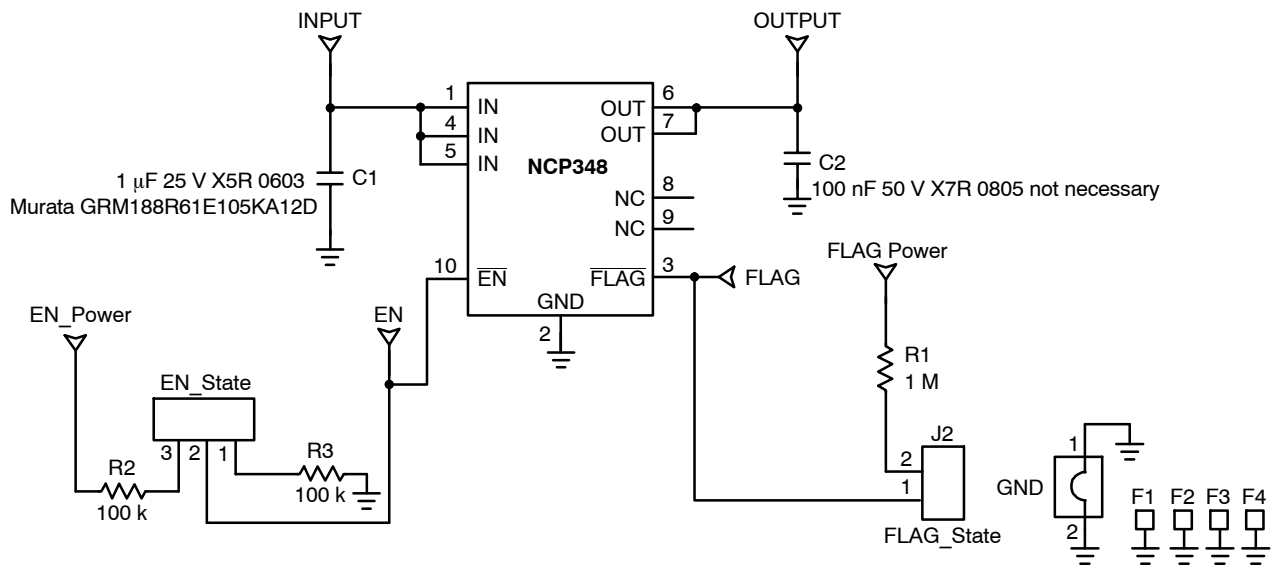 INPUT
OUTPUT
1
IN
OUT
6
4
IN
OUT
7
5
IN
NCP348
1 μF 25 V X5R 0603
C1
Murata GRM188R61E105KA12D
C2
100 nF 50 V X7R 0805 not necessary
NC
8
NC
9
10
EN
FLAG
3
FLAG
FLAG Power
GND
2
EN_Power
EN
R1
1 M
EN_State
3
2
1
R2
100 k
R3
100 k
J2
2
1
FLAG_State
1
GND
2
F1
F2
F3
F4